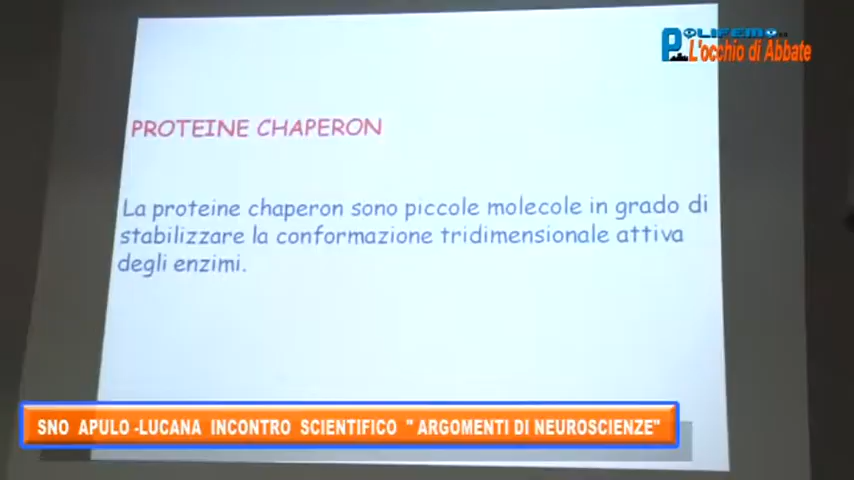 POLIFEMO
L'occhio di Abbate
PROTEINE CHAPERON
La proteine chaperon sono piccole molecole in grado di
stabilizzare la conformazione tridimensionale attiva
degli enzimi.
SNO APULO -LUCANA INCONTRO SCIENTIFICO " ARGOMENTI DI NEUROSCIENZE"